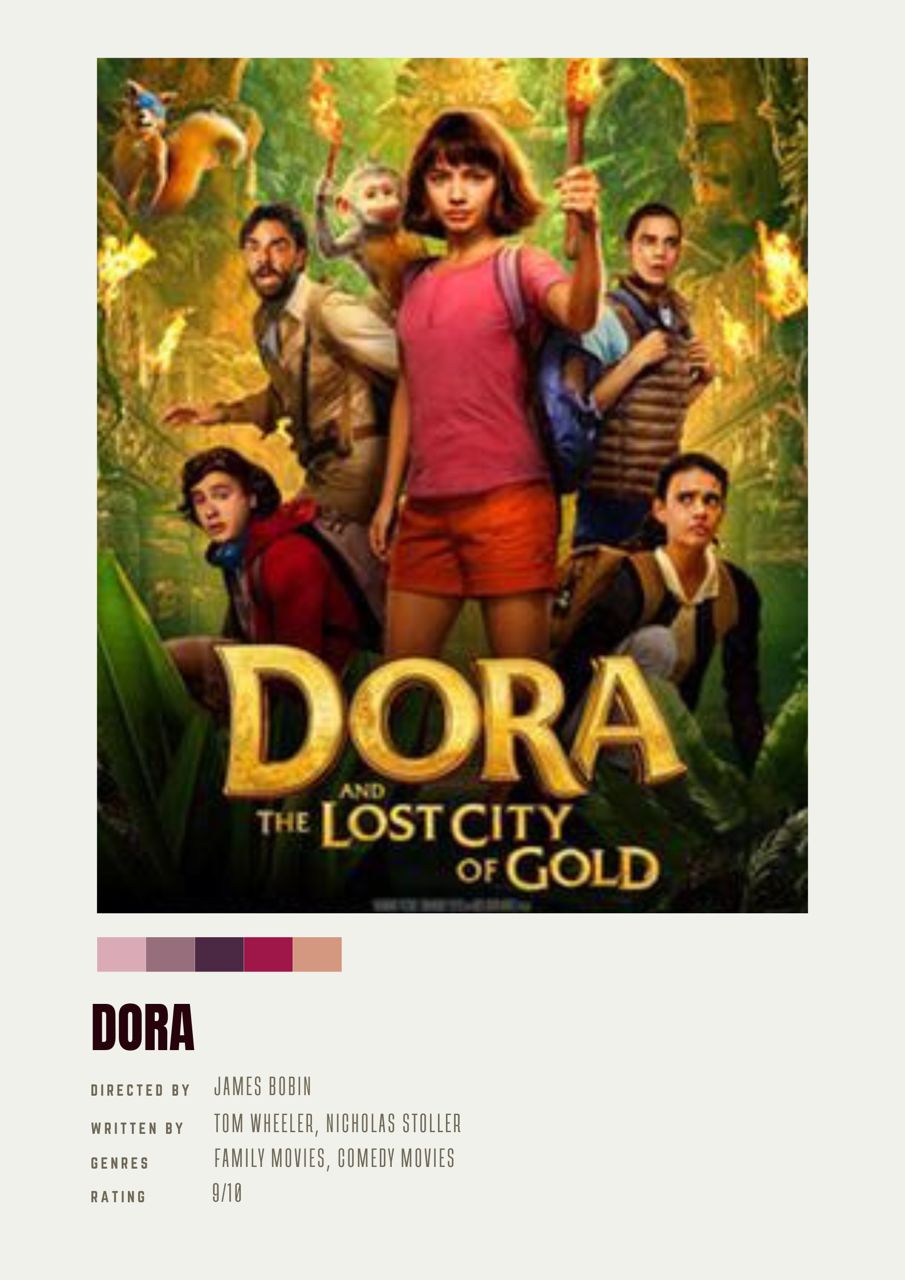 DORA
AND
THE LOST CITY
OF GOLD
DORA
DIRECTED BY JAMES BOBIN
WRITTEN BY TOM WHEELER, NICHOLAS STOLLER
GENRES FAMILY MOVIES, COMEDY MOVIES
RATING 9/10